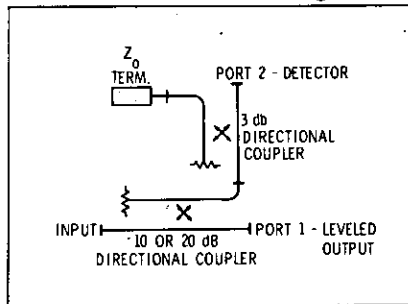 Z₀
TERM.
PORT 2 - DETECTOR
3 db
DIRECTIONAL
COUPLER
INPUT
10 OR 20 dB
DIRECTIONAL COUPLER
PORT 1 - LEVELED
OUTPUT